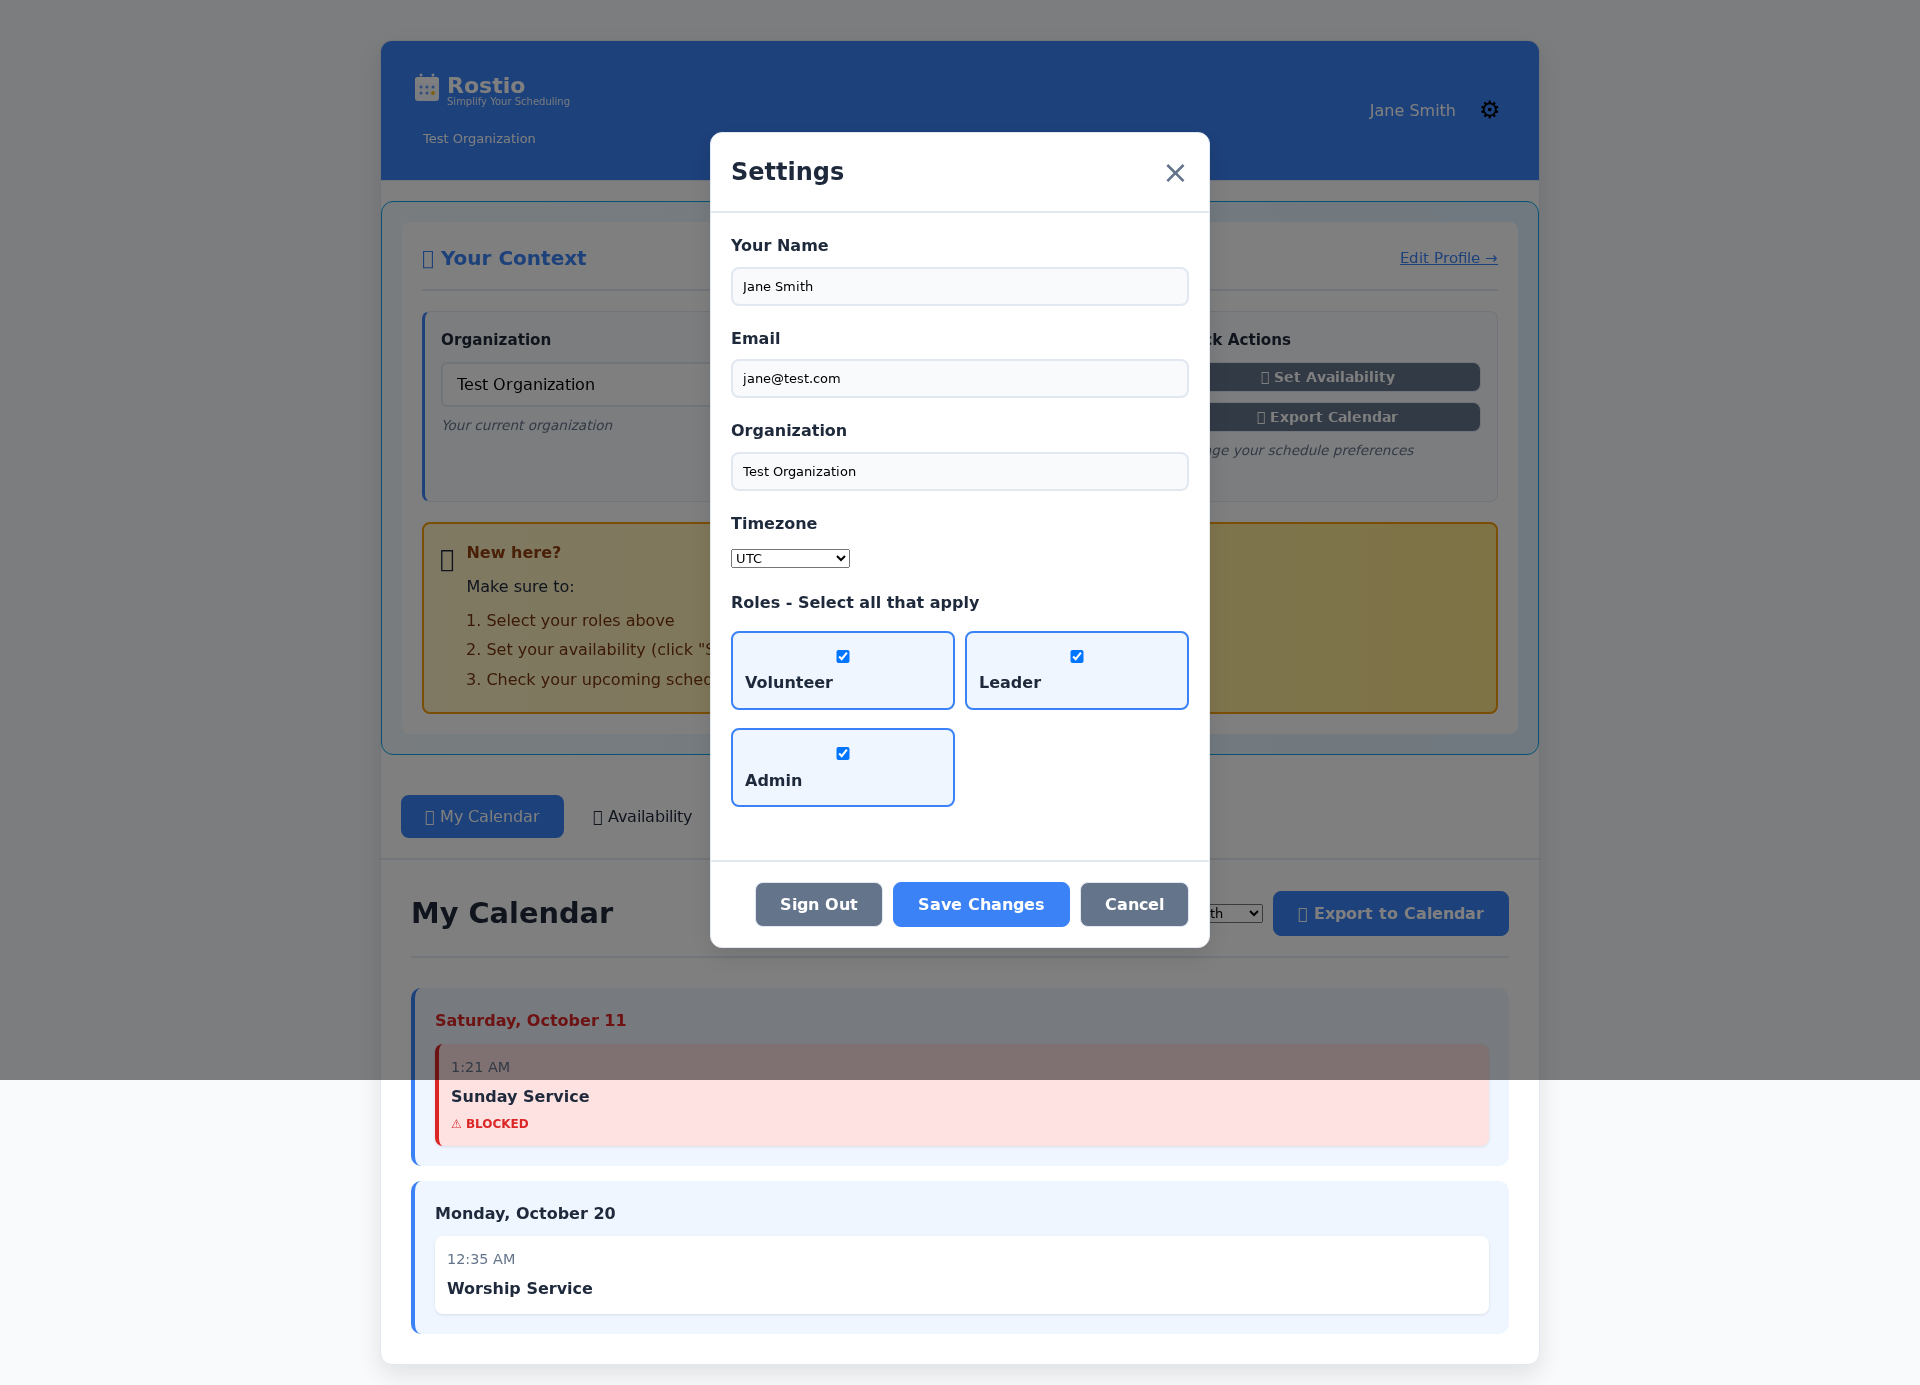 Rostio
Simplify Your Scheduling
Test Organization
Jane Smith
Your Context
Edit Profile →
Organization
Test Organization
Your current organization
Actions
Set Availability
Export Calendar
your schedule preferences
New here?
Make sure to:
1. Select your roles above
2. Set your availability (click "S
3. Check your upcoming
My Calendar
Availability
Settings
Your Name
Jane Smith
Email
jane@test.com
Organization
Test Organization
Timezone
UTC
Roles - Select all that apply
Volunteer
Leader
Admin
Sign Out
Save Changes
Cancel
My Calendar
Export to Calendar
Saturday, October 11
1:21 AM
Sunday Service
⚠ BLOCKED
Monday, October 20
12:35 AM
Worship Service